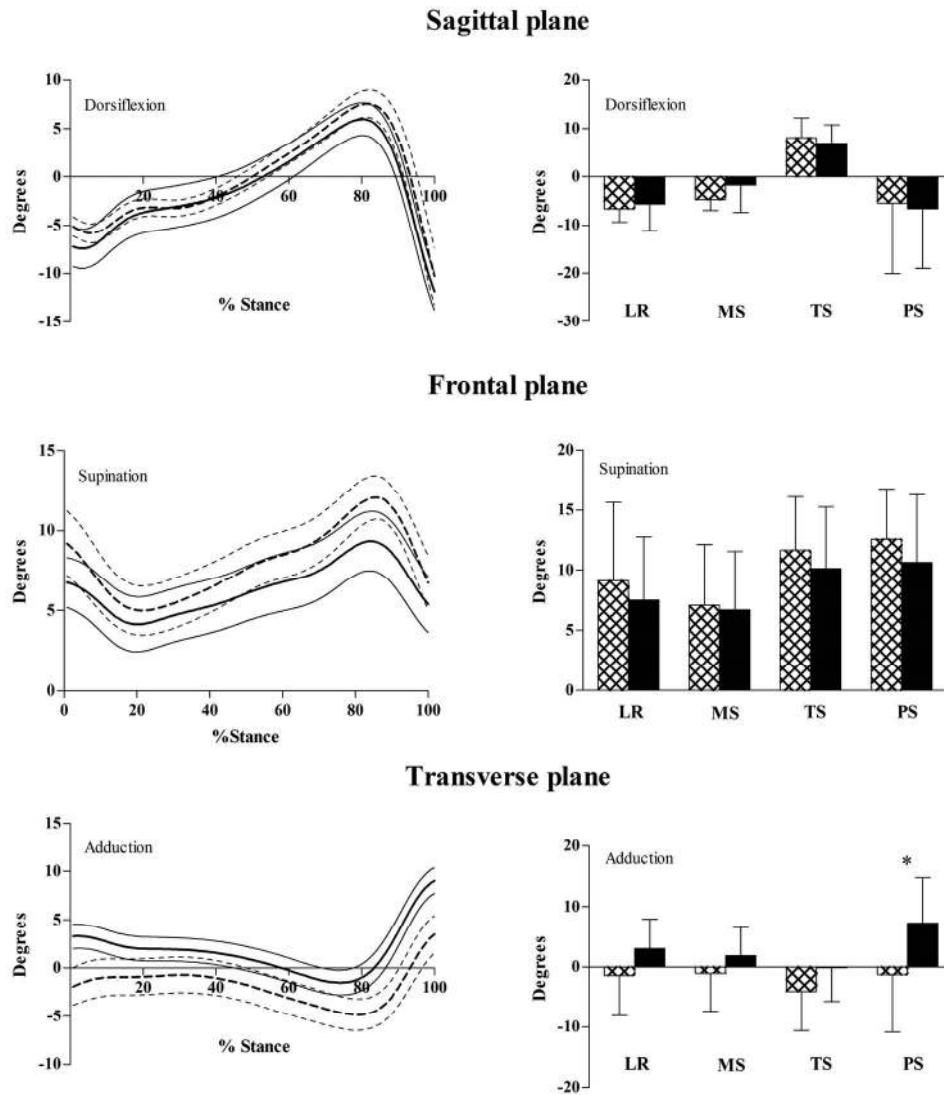 Sagittal plane
10
5
0
-5
-10
-15
Degrees
Dorsiflexion
20 40 60 80 100
% Stance
20
10
0
-10
-20
-30
Degrees
Dorsiflexion
LR MS TS PS
Frontal plane
15
10
5
0
Degrees
Supination
0 20 40 60 80 100
%Stance
20
15
10
5
0
Degrees
Supination
LR MS TS PS
Transverse plane
15
10
5
0
-5
-10
Degrees
Adduction
20 40 60 80 100
% Stance
20
10
0
-10
-20
Degrees
Adduction
*
LR MS TS PS